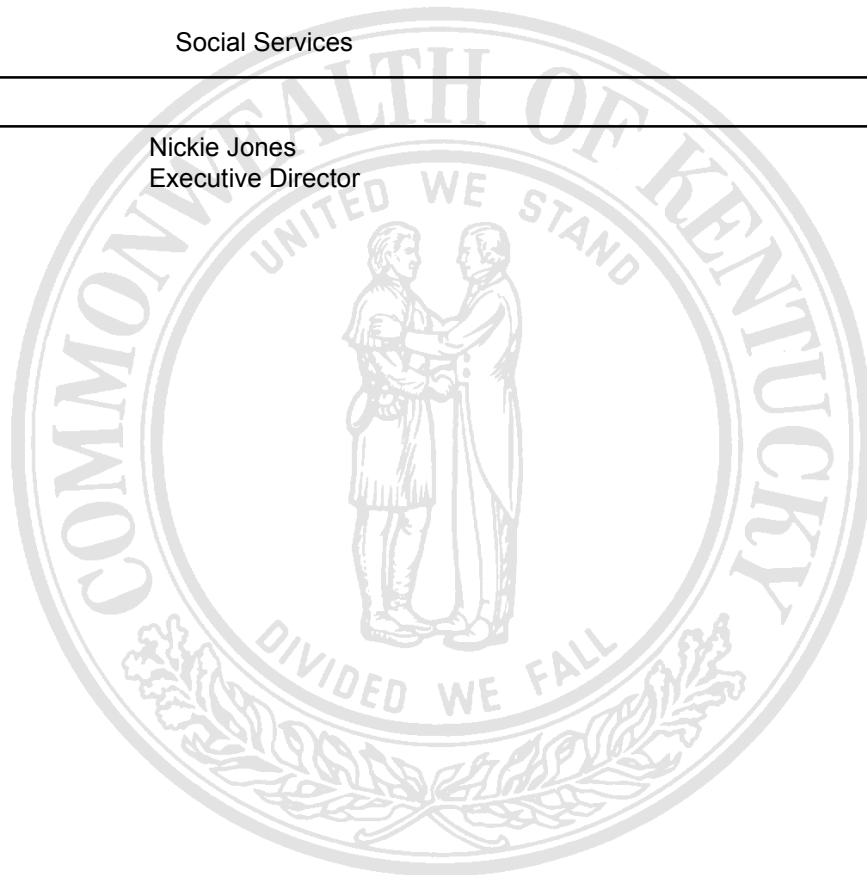 Social Services
Nickie Jones
Executive Director
COMMONWEALTH OF KENTUCKY
UNITED WE STAND
DIVIDED WE FALL